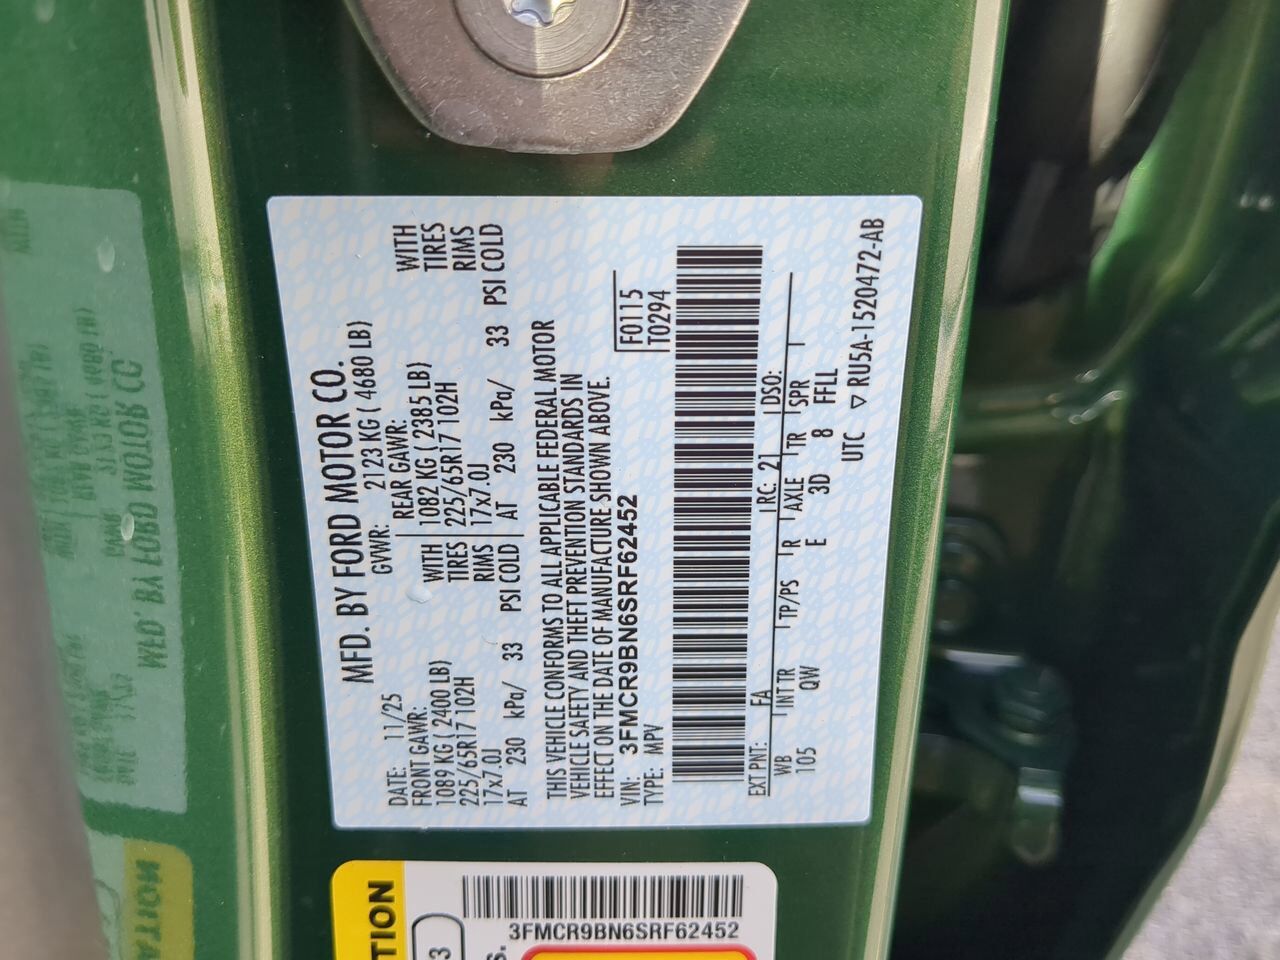 MFD. BY FORD MOTOR CO.
DATE: 11/25 GVWR: 2123 KG ( 4680 LB)
FRONT GAWR: REAR GAWR:
1089 KG ( 2400 LB) WITH 1082 KG ( 2385 LB) WITH
225/65R17 102H TIRES 225/65R17 102H TIRES
17x7.0J RIMS 17x7.0J RIMS
AT 230 kPa/ 33 PSI COLD AT 230 kPa/ 33 PSI COLD
THIS VEHICLE CONFORMS TO ALL APPLICABLE FEDERAL MOTOR
VEHICLE SAFETY AND THEFT PREVENTION STANDARDS IN
EFFECT ON THE DATE OF MANUFACTURE SHOWN ABOVE.
VIN: 3FMCR9BN6SRF62452 F0115
TYPE: MPV T0294
EXT PNT: FA RC: 21 DSO:
WB INT TR TP/PS R AXLE TR SPR
105 QW E 3D 8 FFLL
UTC ▽ RU5A-1520472-AB
TION
3
S.
3FMCR9BN6SRF62452